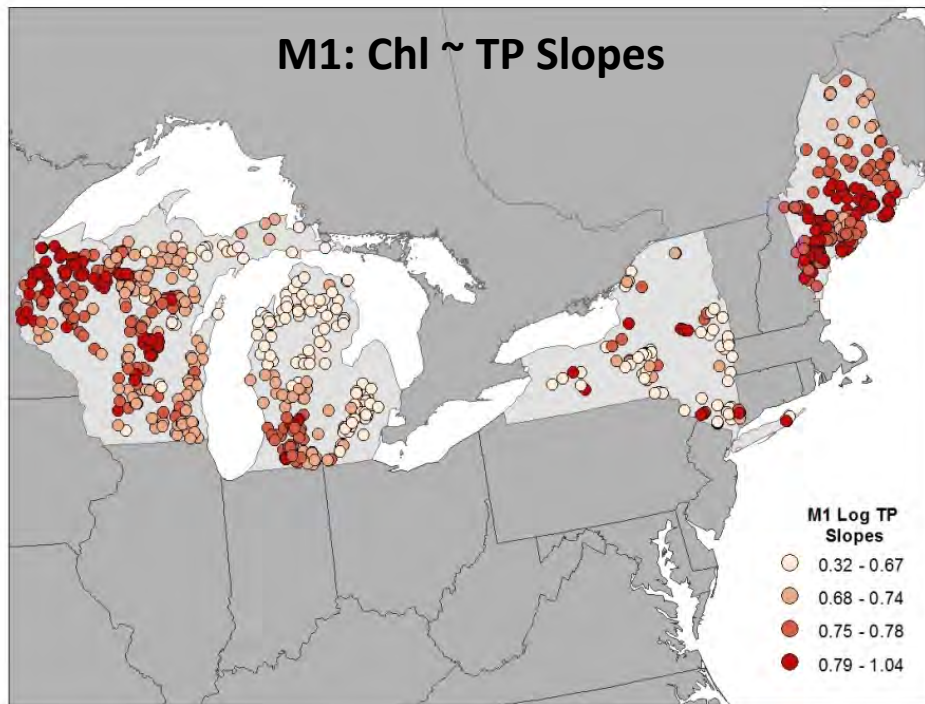 M1: Chl ~ TP Slopes
M1 Log TP
Slopes
0.32 - 0.67
0.68 - 0.74
0.75 - 0.78
0.79 - 1.04